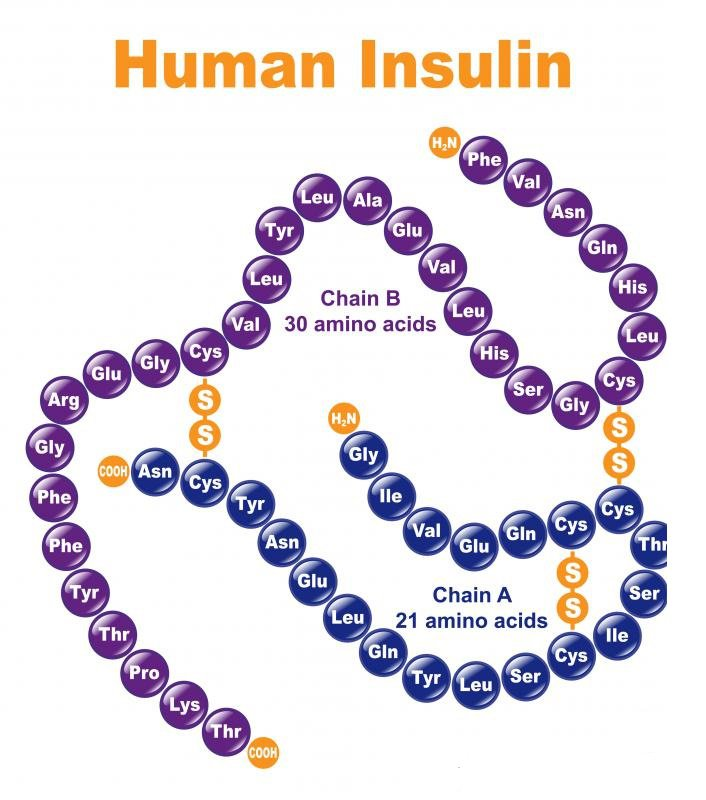 Human Insulin
H₂N
Phe
Val
Asn
Gln
His
Leu
Cys
Gly
Ser
His
Leu
Val
Glu
Ala
Leu
Tyr
Leu
Val
Cys
Gly
Glu
Arg
Gly
Phe
Phe
Tyr
Thr
Pro
Lys
Thr
COOH
Chain B
30 amino acids
S
S
S
S
H₂N
Gly
Ile
Val
Glu
Gln
Cys
Cys
Thr
Ser
Ile
Cys
Ser
Leu
Tyr
Gln
Leu
Glu
Asn
Tyr
Cys
Asn
COOH
S
S
Chain A
21 amino acids